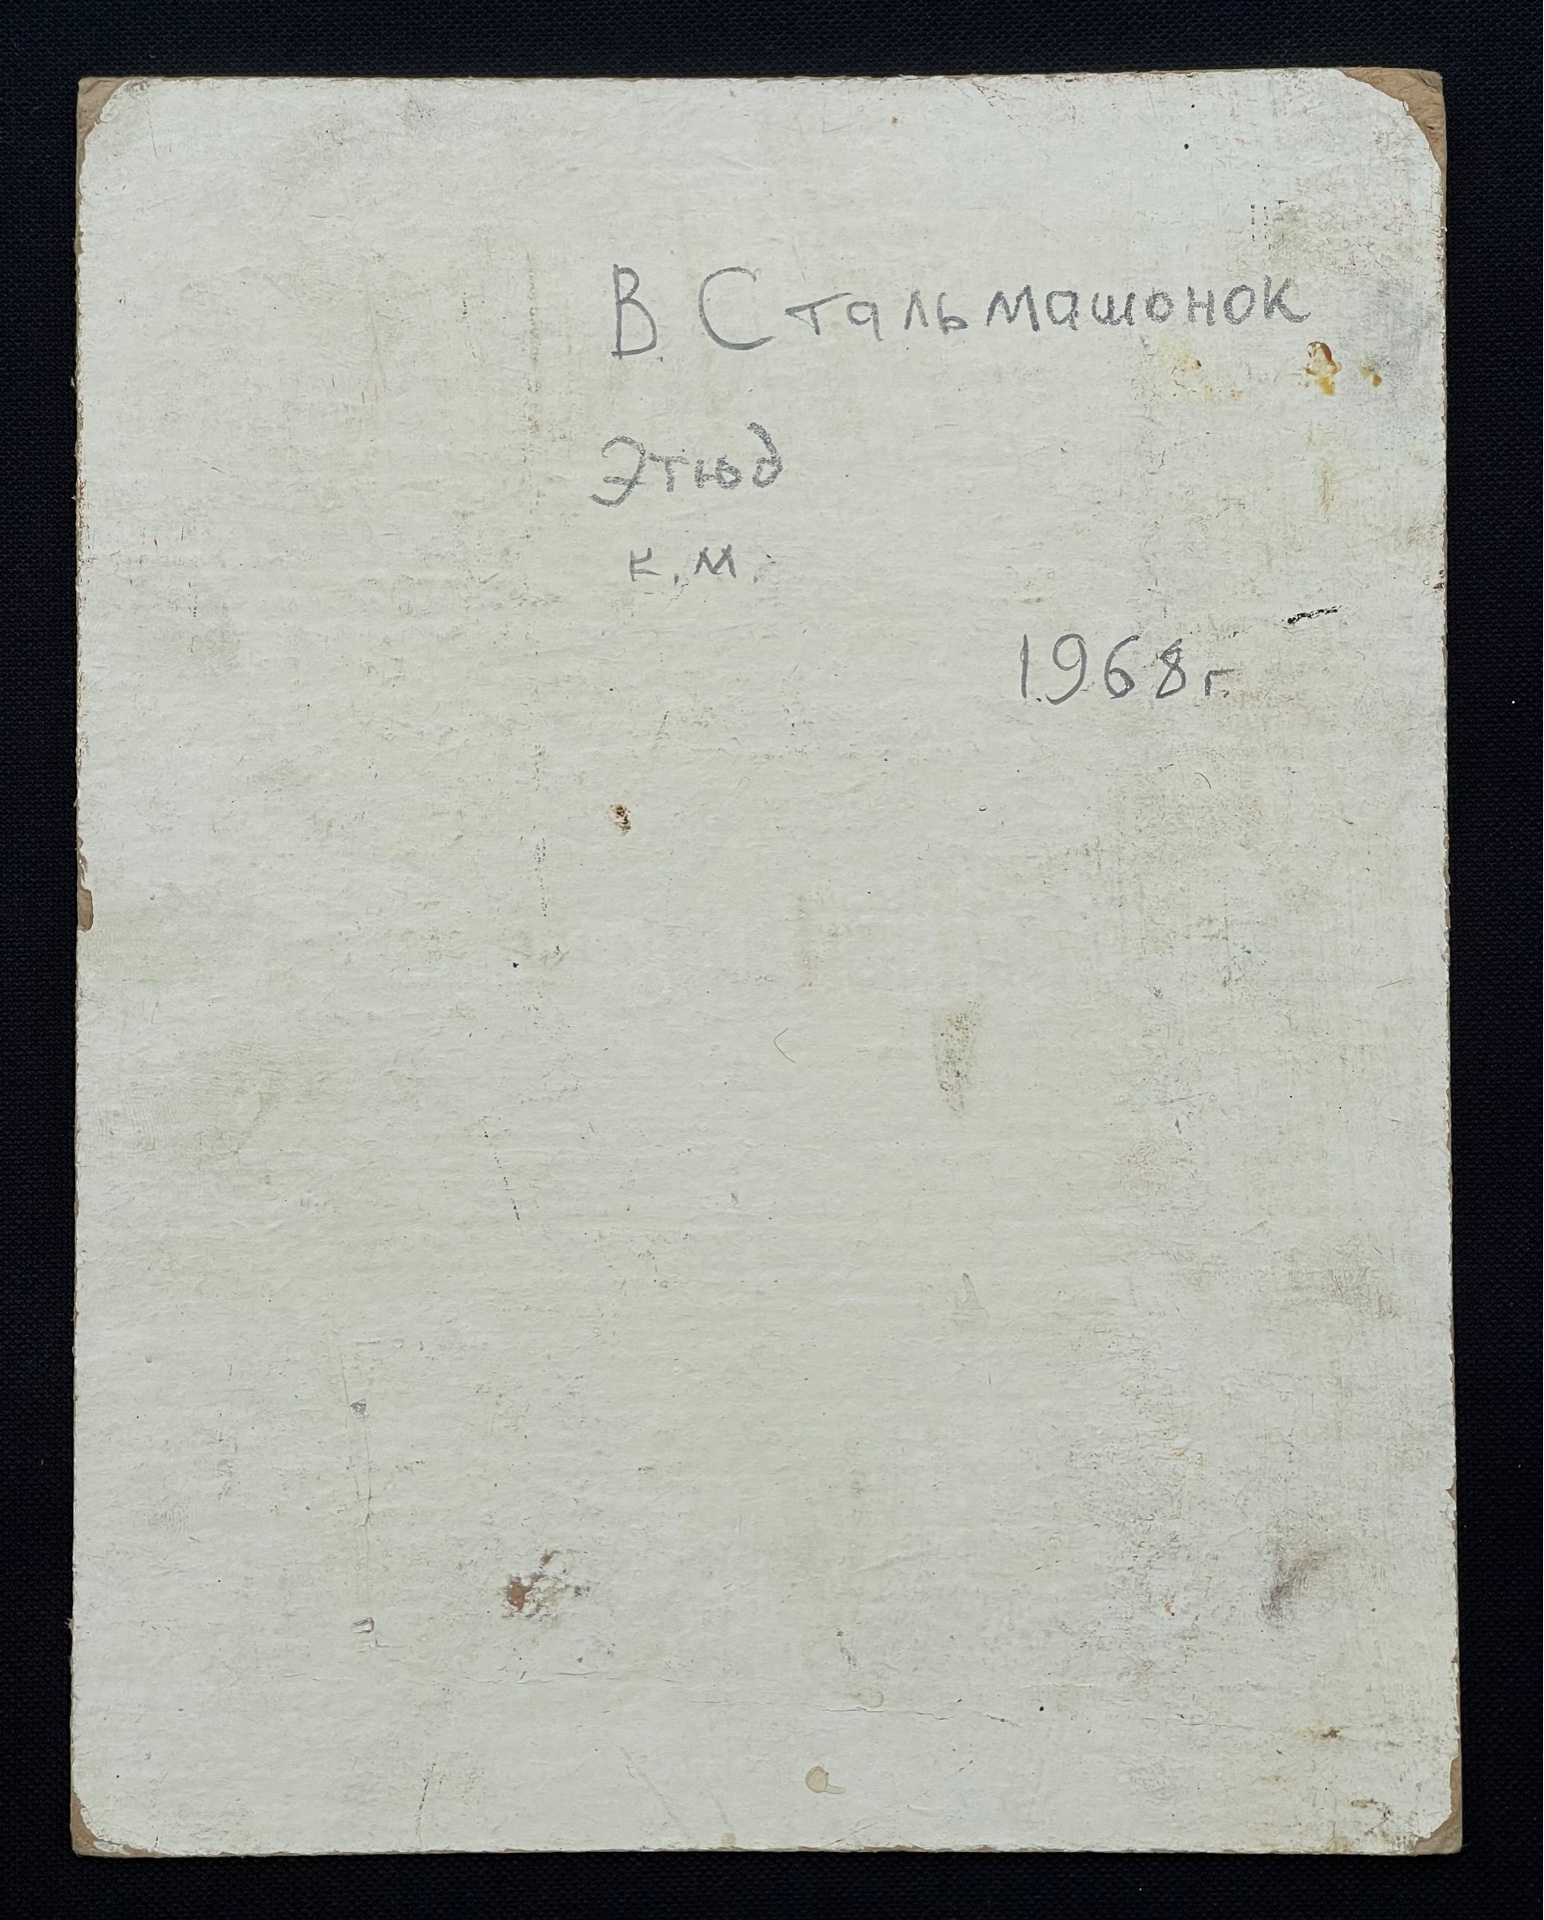 В. Стальмашонок
Этюд
к.м.
1968г.